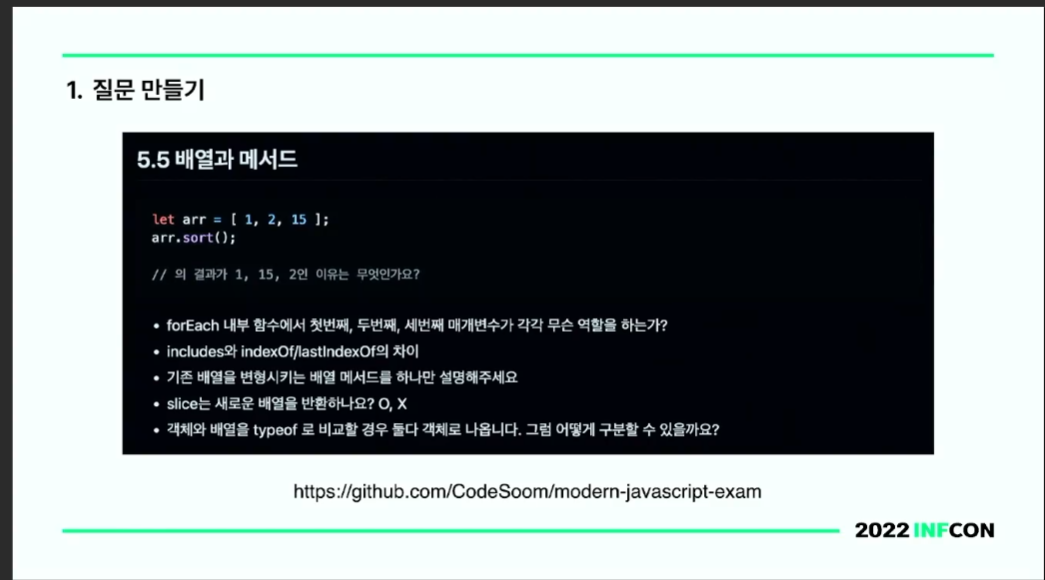 1. 질문 만들기
5.5 배열과 메서드
let arr = [ 1, 2, 15 ];
arr.sort();
// 의 결과가 1, 15, 2인 이유는 무엇인가요?
• forEach 내부 함수에서 첫번째, 두번째, 세번째 매개변수가 각각 무슨 역할을 하는가?
• includes와 indexOf/lastIndexOf의 차이
• 기존 배열을 변형시키는 배열 메서드를 하나만 설명해주세요
• slice는 새로운 배열을 반환하나요? O, X
• 객체와 배열을 typeof 로 비교할 경우 둘다 객체로 나옵니다. 그럼 어떻게 구분할 수 있을까요?
https://github.com/CodeSoom/modern-javascript-exam
2022 INFCON